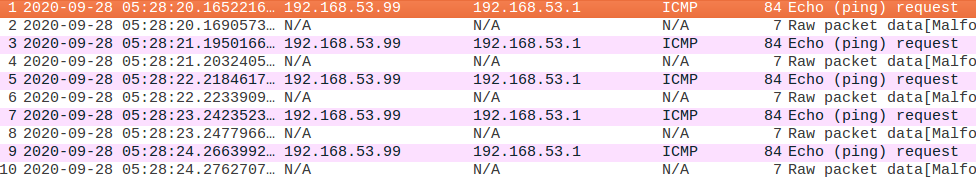 1 2020-09-28 05:28:20.1652216… 192.168.53.99 192.168.53.1 ICMP 84 Echo (ping) request
2 2020-09-28 05:28:20.1690573… N/A N/A N/A 7 Raw packet data[Malfo
3 2020-09-28 05:28:21.1950166… 192.168.53.99 192.168.53.1 ICMP 84 Echo (ping) request
4 2020-09-28 05:28:21.2032405… N/A N/A N/A 7 Raw packet data[Malfo
5 2020-09-28 05:28:22.2184617… 192.168.53.99 192.168.53.1 ICMP 84 Echo (ping) request
6 2020-09-28 05:28:22.2233909… N/A N/A N/A 7 Raw packet data[Malfo
7 2020-09-28 05:28:23.2423523… 192.168.53.99 192.168.53.1 ICMP 84 Echo (ping) request
8 2020-09-28 05:28:23.2477966… N/A N/A N/A 7 Raw packet data[Malfo
9 2020-09-28 05:28:24.2663992… 192.168.53.99 192.168.53.1 ICMP 84 Echo (ping) request
10 2020-09-28 05:28:24.2762707… N/A N/A N/A 7 Raw packet data[Malfo